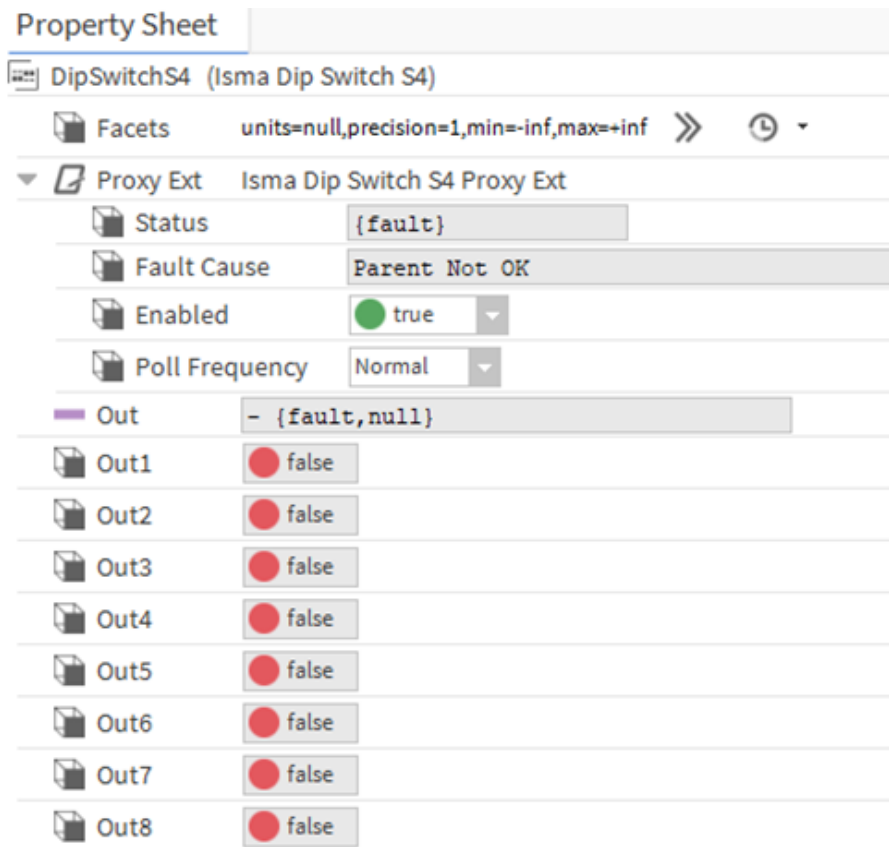 Property Sheet
DipSwitchS4 (Isma Dip Switch S4)
Facets units=null,precision=1,min=-inf,max=+inf
Proxy Ext Isma Dip Switch S4 Proxy Ext
Status {fault}
Fault Cause Parent Not OK
Enabled true
Poll Frequency Normal
Out - {fault,null}
Out1 false
Out2 false
Out3 false
Out4 false
Out5 false
Out6 false
Out7 false
Out8 false